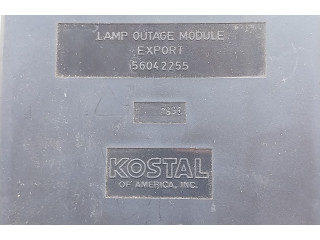 LAMP OUTAGE MODULE
EXPORT
56042255
KOSTAL
OF AMERICA, INC.